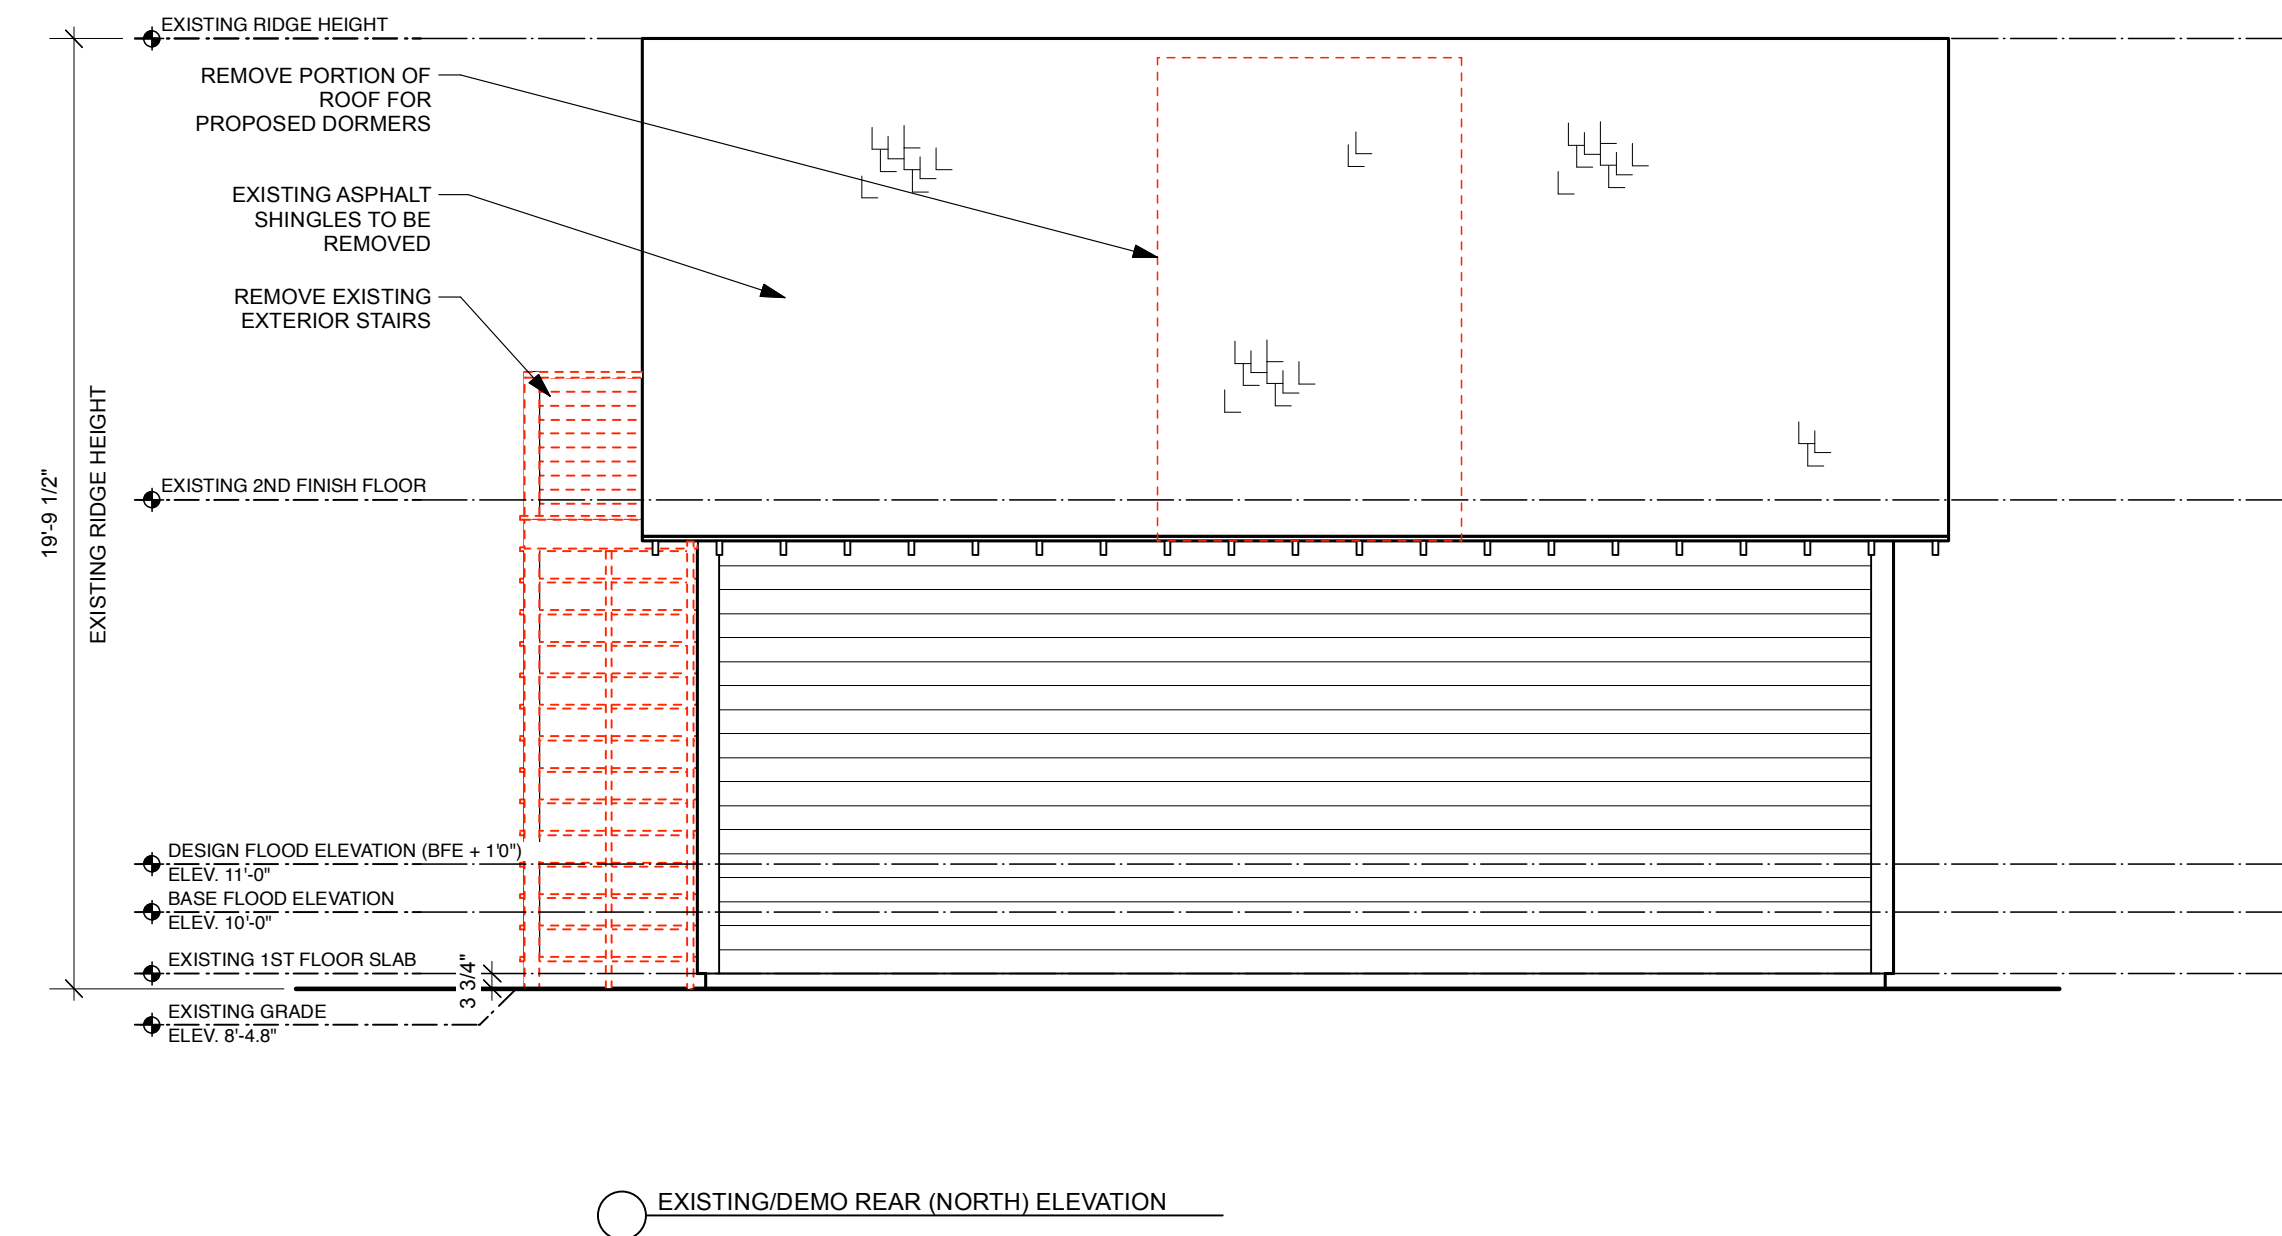 EXISTING RIDGE HEIGHT
REMOVE PORTION OF
ROOF FOR
PROPOSED DORMERS
EXISTING ASPHALT
SHINGLES TO BE
REMOVED
REMOVE EXISTING
EXTERIOR STAIRS
19'-9 1/2"
EXISTING RIDGE HEIGHT
EXISTING 2ND FINISH FLOOR
DESIGN FLOOD ELEVATION (BFE + 1'0")
ELEV. 11'-0"
BASE FLOOD ELEVATION
ELEV. 10'-0"
EXISTING 1ST FLOOR SLAB
3 3/4"
EXISTING GRADE
ELEV. 8'-4.8"
EXISTING/DEMO REAR (NORTH) ELEVATION